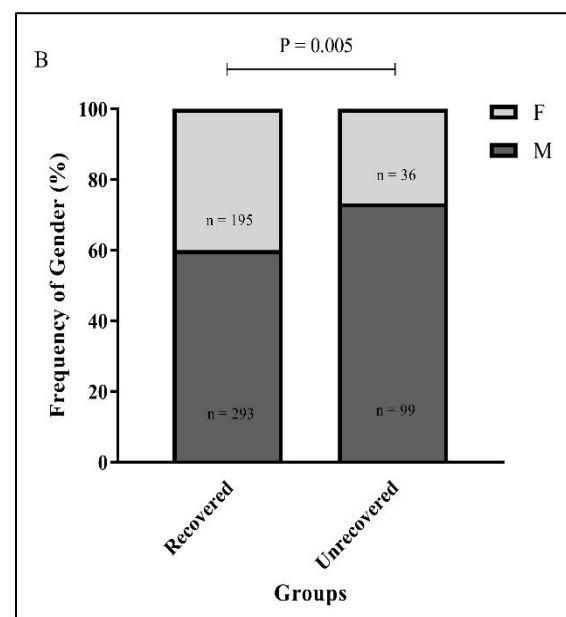 B
P = 0.005
F
M
Frequency of Gender (%)
100
80
60
40
20
0
n = 195
n = 36
n = 293
n = 99
Recovered
Unrecovered
Groups